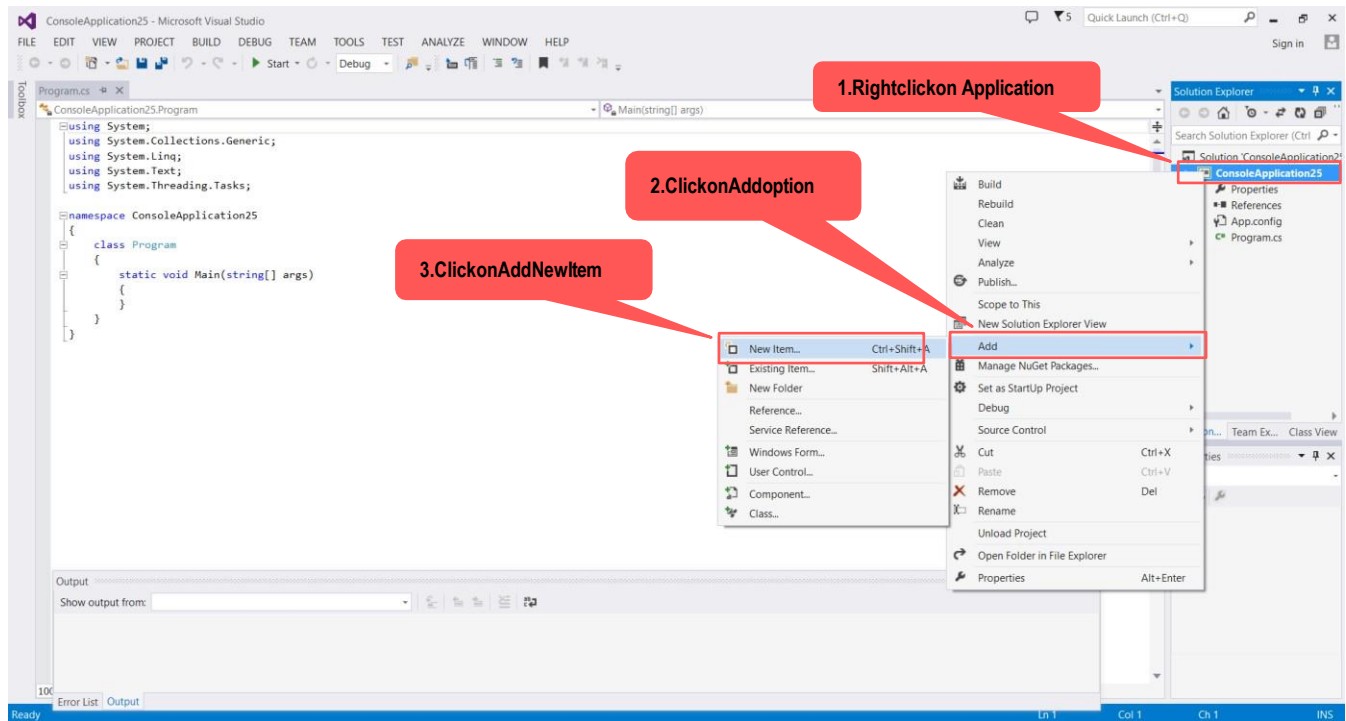 ConsoleApplication25 - Microsoft Visual Studio
5
Quick Launch (Ctrl+Q)
FILE EDIT VIEW PROJECT BUILD DEBUG TEAM TOOLS TEST ANALYZE WINDOW HELP
Sign in
Start
Debug
Toolbox
Program.cs
1.Rightclickon Application
Solution Explorer
ConsoleApplication25.Program
Main(string[] args)
Search Solution Explorer (Ctrl
using System;
using System.Collections.Generic;
using System.Linq;
using System.Text;
using System.Threading.Tasks;
namespace ConsoleApplication25
{
class Program
{
static void Main(string[] args)
{
}
}
}
Solution 'ConsoleApplication2
ConsoleApplication25
Properties
References
App.config
Program.cs
2.ClickonAddoption
3.ClickonAddNewItem
Build
Rebuild
Clean
View
Analyze
Publish...
Scope to This
New Solution Explorer View
Add
Manage NuGet Packages...
Set as StartUp Project
Debug
Source Control
Cut Ctrl+X
Paste Ctrl+V
Remove Del
Rename
Unload Project
Open Folder in File Explorer
Properties Alt+Enter
New Item... Ctrl+Shift+A
Existing Item... Shift+Alt+A
New Folder
Reference...
Service Reference...
Windows Form...
User Control...
Component...
Class...
on... Team Ex... Class View
ties
Output
Show output from:
100
Error List Output
Ready
Ln 1 Col 1 Ch 1 INS